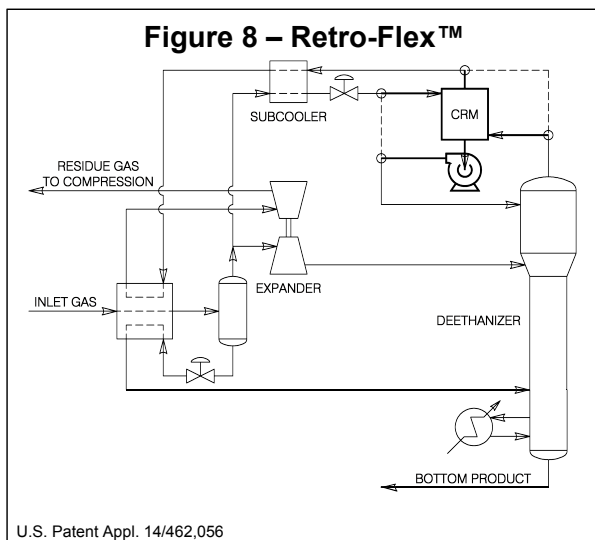 Figure 8 – Retro-Flex™
SUBCOOLER
CRM
RESIDUE GAS
TO COMPRESSION
EXPANDER
INLET GAS
DEETHANIZER
BOTTOM PRODUCT
U.S. Patent Appl. 14/462,056